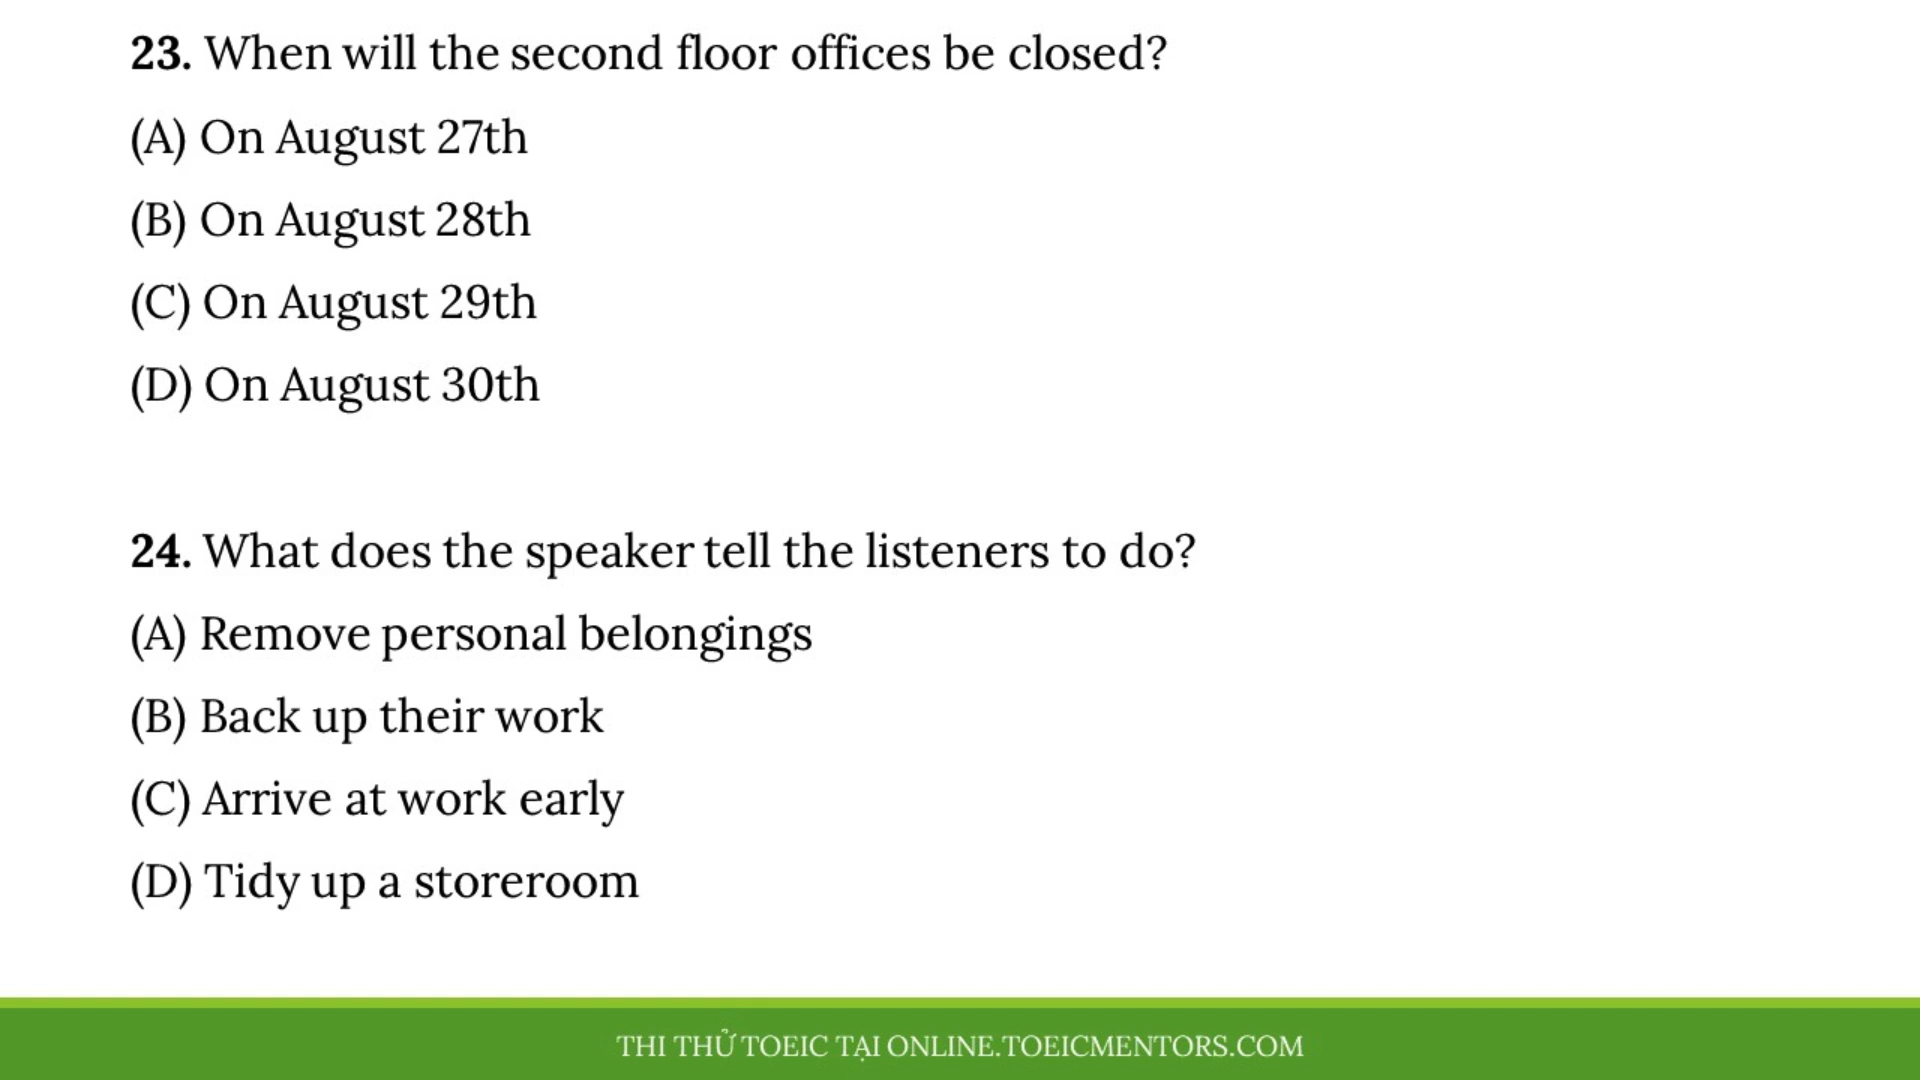 23. When will the second floor offices be closed?
(A) On August 27th
(B) On August 28th
(C) On August 29th
(D) On August 30th
24. What does the speaker tell the listeners to do?
(A) Remove personal belongings
(B) Back up their work
(C) Arrive at work early
(D) Tidy up a storeroom
THI THỬ TOEIC TẠI ONLINE.TOEICMENTORS.COM